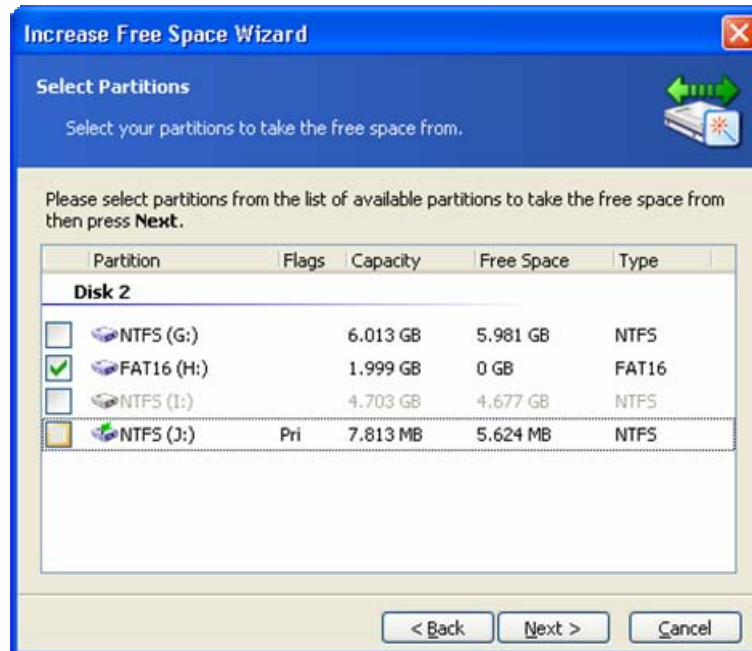 Increase Free Space Wizard
Select Partitions
Select your partitions to take the free space from.
Please select partitions from the list of available partitions to take the free space from
then press Next.
Partition Flags Capacity Free Space Type
Disk 2
NTFS (G:) 6.013 GB 5.981 GB NTFS
FAT16 (H:) 1.999 GB 0 GB FAT16
NTFS (I:) 4.703 GB 4.677 GB NTFS
NTFS (J:) Pri 7.813 MB 5.624 MB NTFS
< Back Next > Cancel